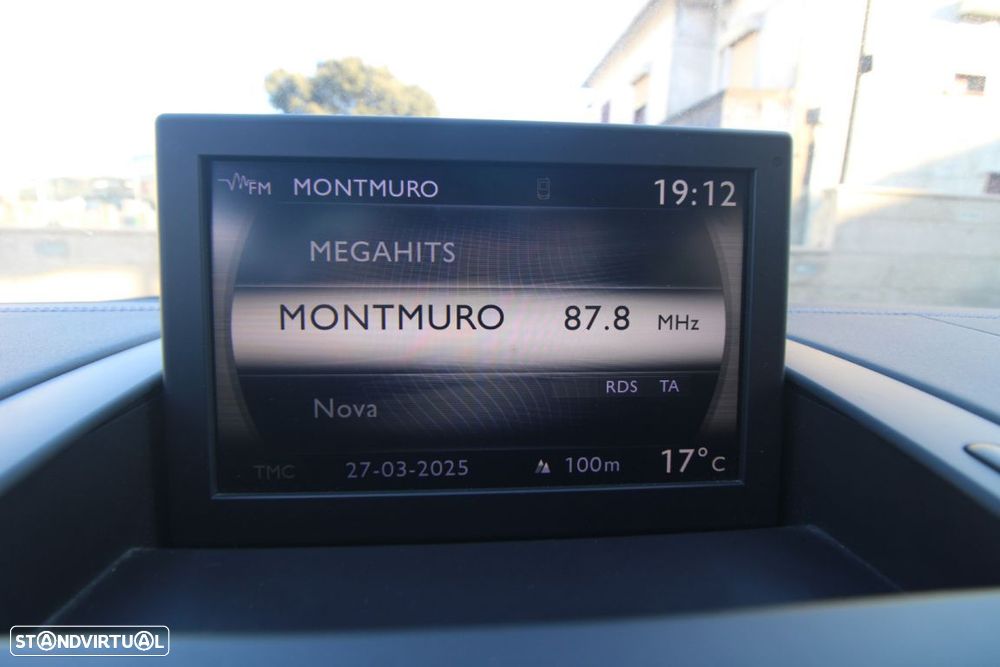 FM MONTMURO 19:12
MEGAHITS
MONTMURO 87.8 MHz
RDS TA
Nova
TMC 27-03-2025 100m 17°C
STANDVIRTUAL